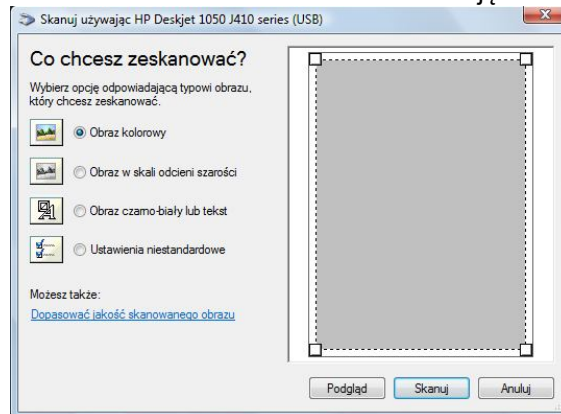 Skanuj używając HP Deskjet 1050 J410 series (USB)
Co chcesz zeskanować?
Wybierz opcję odpowiadającą typowi obrazu,
który chcesz zeskanować.
Obraz kolorowy
Obraz w skali odcieni szarości
Obraz czarno-biały lub tekst
Ustawienia niestandardowe
Możesz także:
Dopasować jakość skanowanego obrazu
Podgląd
Skanuj
Anuluj